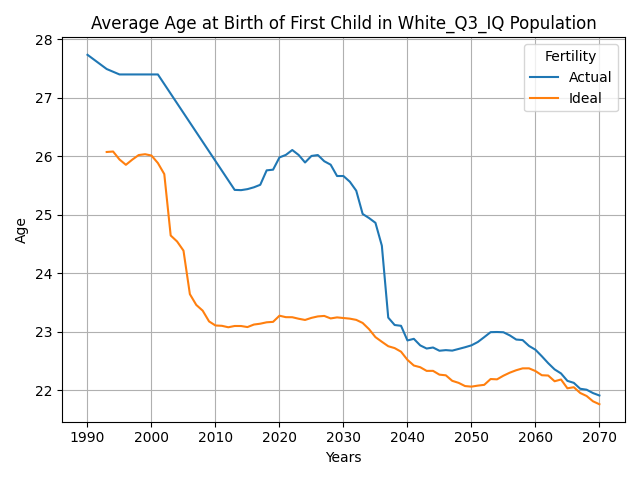 Average Age at Birth of First Child in White_Q3_IQ Population
Fertility
Actual
Ideal
28
27
26
25
24
23
22
Age
1990 2000 2010 2020 2030 2040 2050 2060 2070
Years